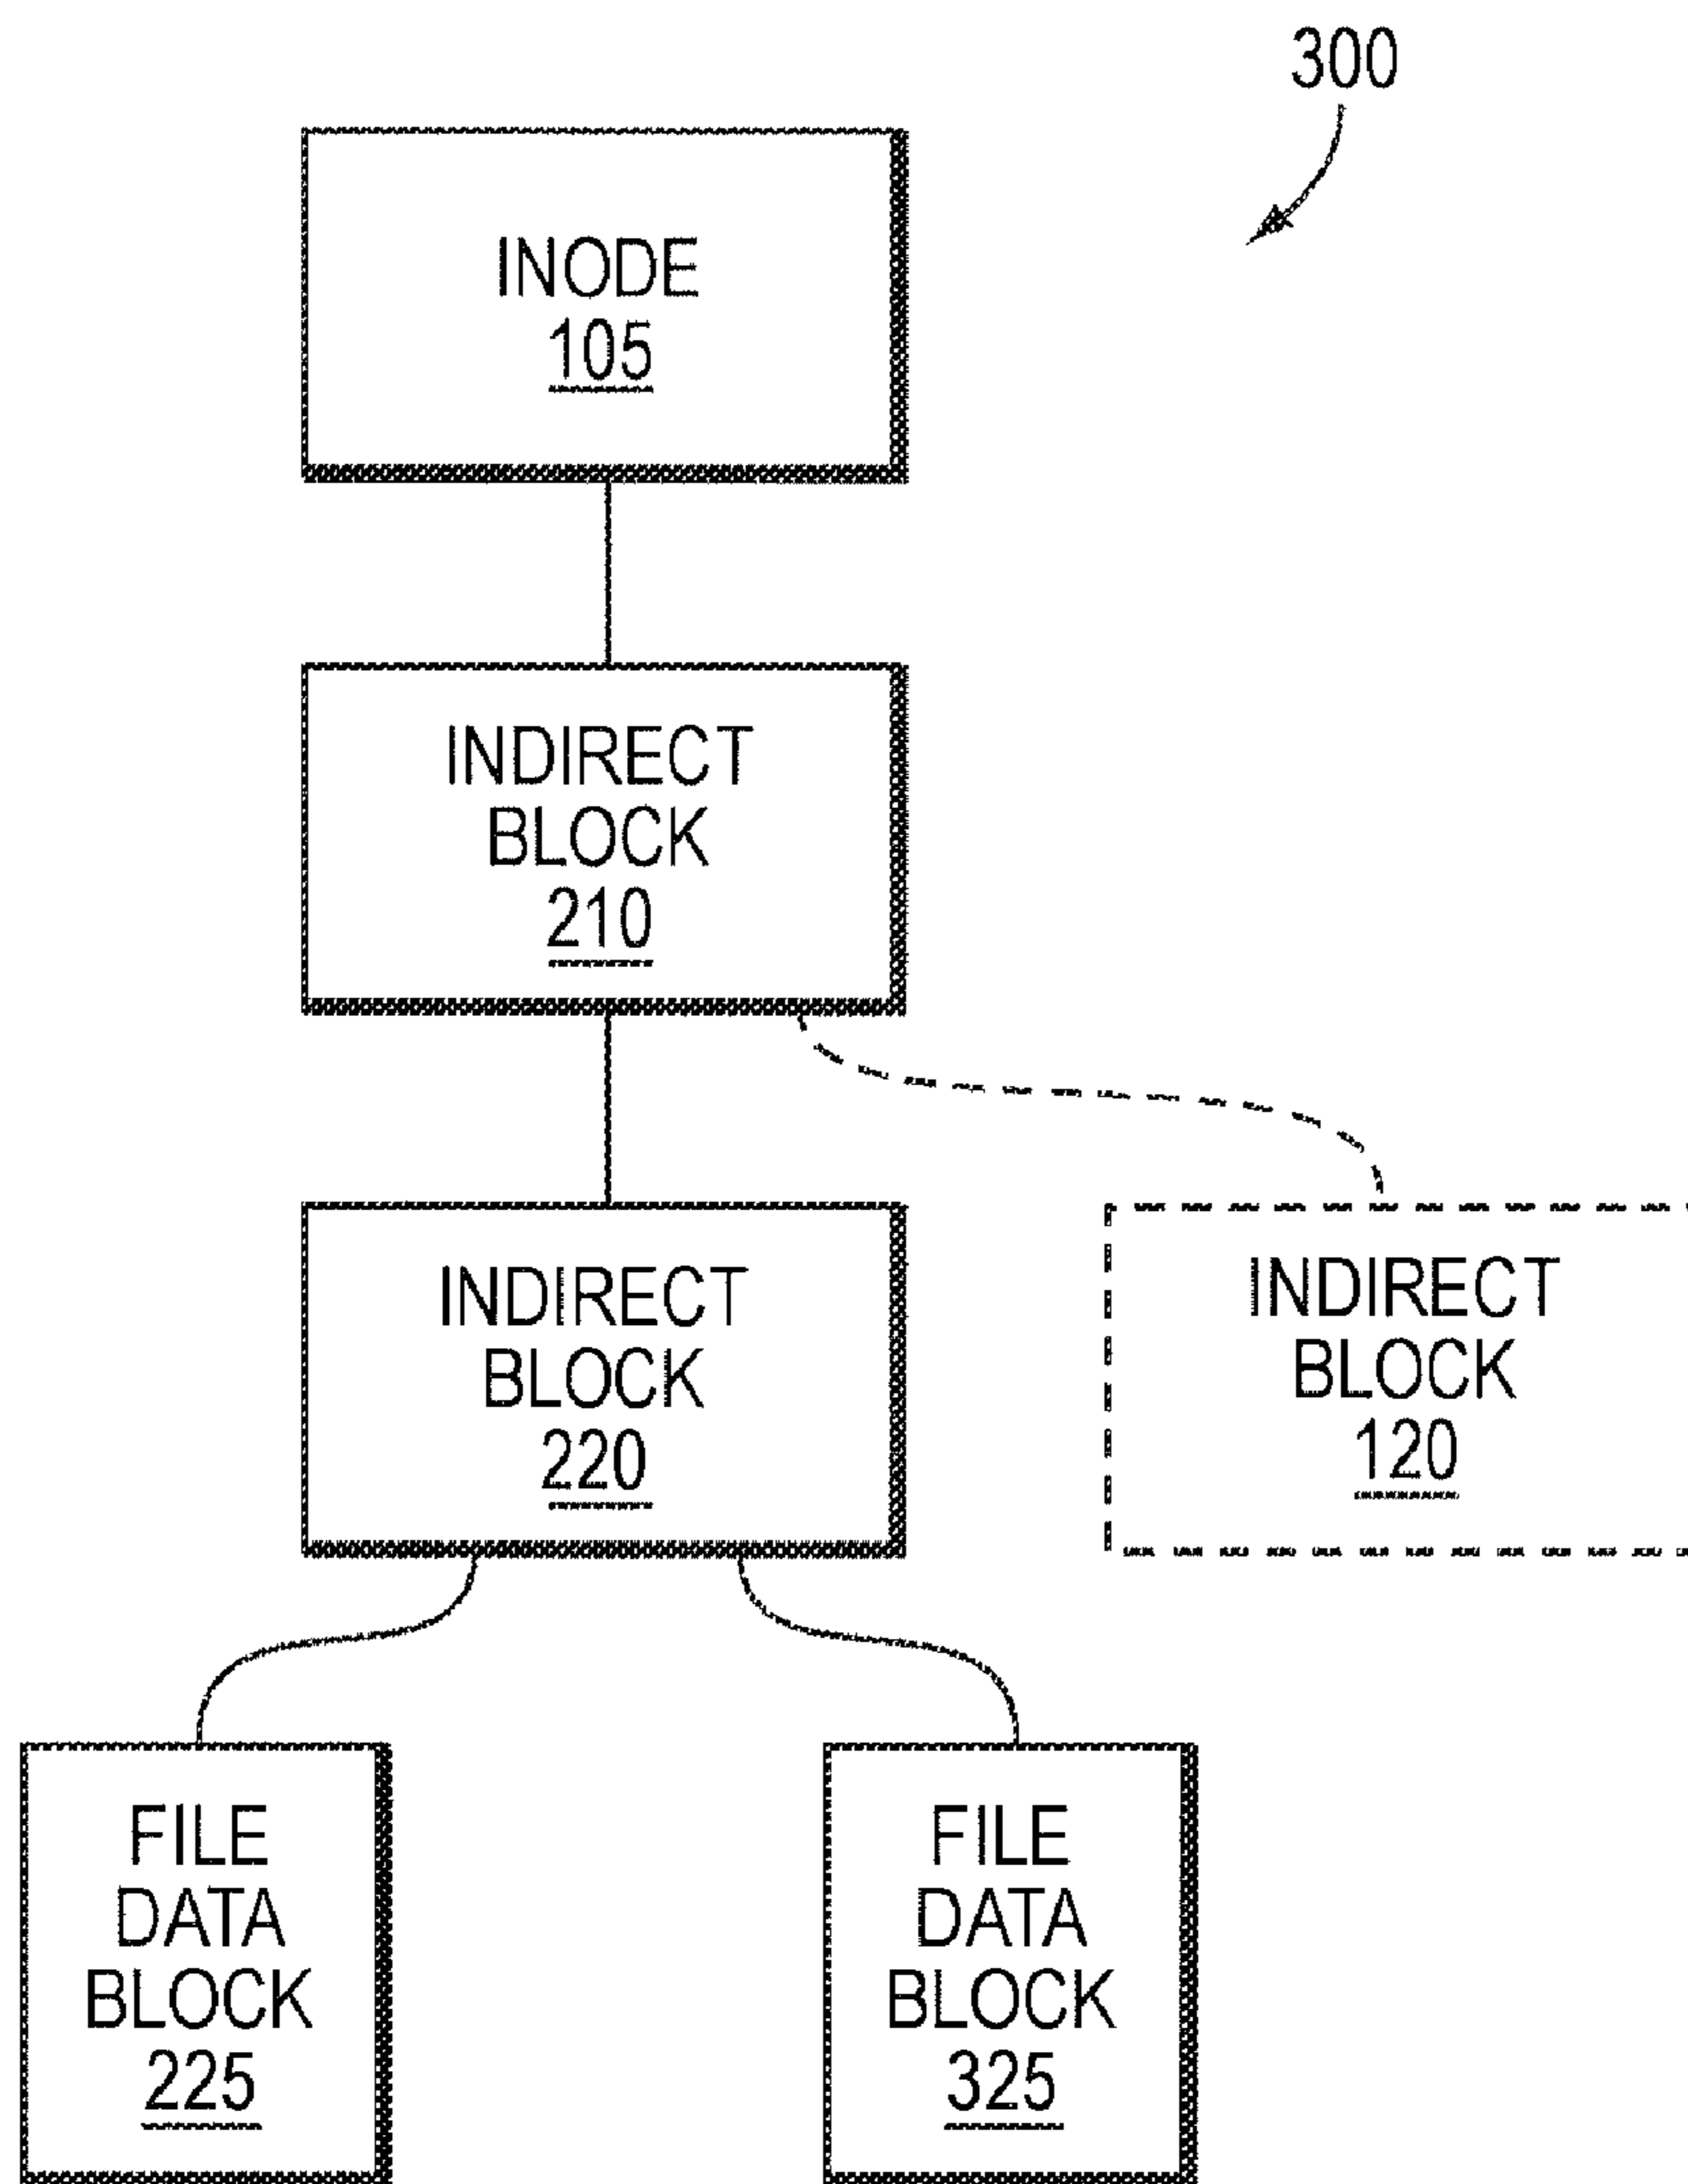 300
INODE
105
INDIRECT
BLOCK
210
INDIRECT
BLOCK
220
INDIRECT
BLOCK
120
FILE
DATA
BLOCK
225
FILE
DATA
BLOCK
325